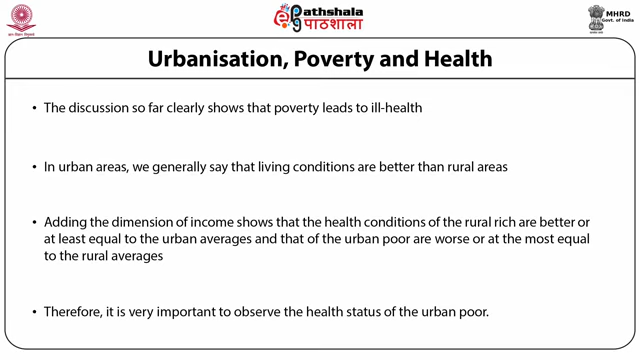 ePathshala
पाठशाला
MHRD
Govt. of India
Urbanisation, Poverty and Health
• The discussion so far clearly shows that poverty leads to ill-health
• In urban areas, we generally say that living conditions are better than rural areas
• Adding the dimension of income shows that the health conditions of the rural rich are better or
at least equal to the urban averages and that of the urban poor are worse or at the most equal
to the rural averages
• Therefore, it is very important to observe the health status of the urban poor.